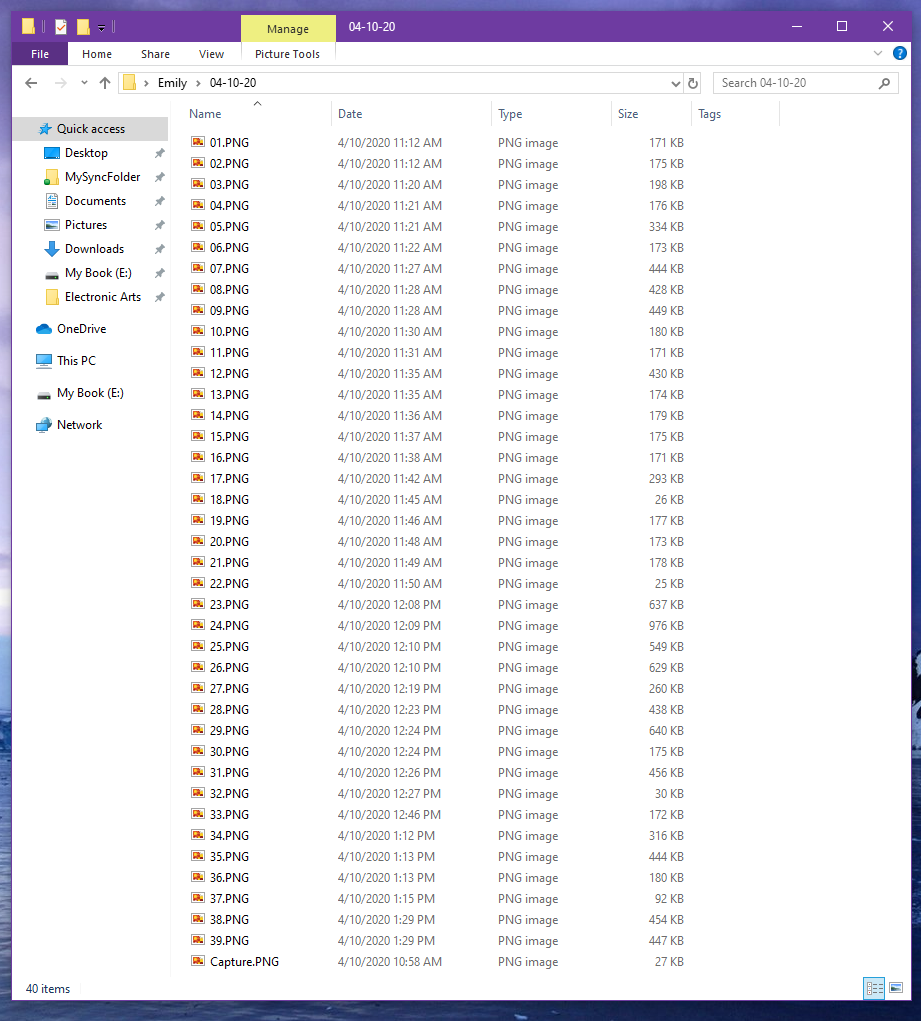 Manage 04-10-20
File Home Share View Picture Tools
Emily 04-10-20 Search 04-10-20
Name Date Type Size Tags
Quick access
Desktop
MySyncFolder
Documents
Pictures
Downloads
My Book (E:)
Electronic Arts
OneDrive
This PC
My Book (E:)
Network
01.PNG 4/10/2020 11:12 AM PNG image 171 KB
02.PNG 4/10/2020 11:12 AM PNG image 175 KB
03.PNG 4/10/2020 11:20 AM PNG image 198 KB
04.PNG 4/10/2020 11:21 AM PNG image 176 KB
05.PNG 4/10/2020 11:21 AM PNG image 334 KB
06.PNG 4/10/2020 11:22 AM PNG image 173 KB
07.PNG 4/10/2020 11:27 AM PNG image 444 KB
08.PNG 4/10/2020 11:28 AM PNG image 428 KB
09.PNG 4/10/2020 11:28 AM PNG image 449 KB
10.PNG 4/10/2020 11:30 AM PNG image 180 KB
11.PNG 4/10/2020 11:31 AM PNG image 171 KB
12.PNG 4/10/2020 11:35 AM PNG image 430 KB
13.PNG 4/10/2020 11:35 AM PNG image 174 KB
14.PNG 4/10/2020 11:36 AM PNG image 179 KB
15.PNG 4/10/2020 11:37 AM PNG image 175 KB
16.PNG 4/10/2020 11:38 AM PNG image 171 KB
17.PNG 4/10/2020 11:42 AM PNG image 293 KB
18.PNG 4/10/2020 11:45 AM PNG image 26 KB
19.PNG 4/10/2020 11:46 AM PNG image 177 KB
20.PNG 4/10/2020 11:48 AM PNG image 173 KB
21.PNG 4/10/2020 11:49 AM PNG image 178 KB
22.PNG 4/10/2020 11:50 AM PNG image 25 KB
23.PNG 4/10/2020 12:08 PM PNG image 637 KB
24.PNG 4/10/2020 12:09 PM PNG image 976 KB
25.PNG 4/10/2020 12:10 PM PNG image 549 KB
26.PNG 4/10/2020 12:10 PM PNG image 629 KB
27.PNG 4/10/2020 12:19 PM PNG image 260 KB
28.PNG 4/10/2020 12:23 PM PNG image 438 KB
29.PNG 4/10/2020 12:24 PM PNG image 640 KB
30.PNG 4/10/2020 12:24 PM PNG image 175 KB
31.PNG 4/10/2020 12:26 PM PNG image 456 KB
32.PNG 4/10/2020 12:27 PM PNG image 30 KB
33.PNG 4/10/2020 12:46 PM PNG image 172 KB
34.PNG 4/10/2020 1:12 PM PNG image 316 KB
35.PNG 4/10/2020 1:13 PM PNG image 444 KB
36.PNG 4/10/2020 1:13 PM PNG image 180 KB
37.PNG 4/10/2020 1:15 PM PNG image 92 KB
38.PNG 4/10/2020 1:29 PM PNG image 454 KB
39.PNG 4/10/2020 1:29 PM PNG image 447 KB
Capture.PNG 4/10/2020 10:58 AM PNG image 27 KB
40 items